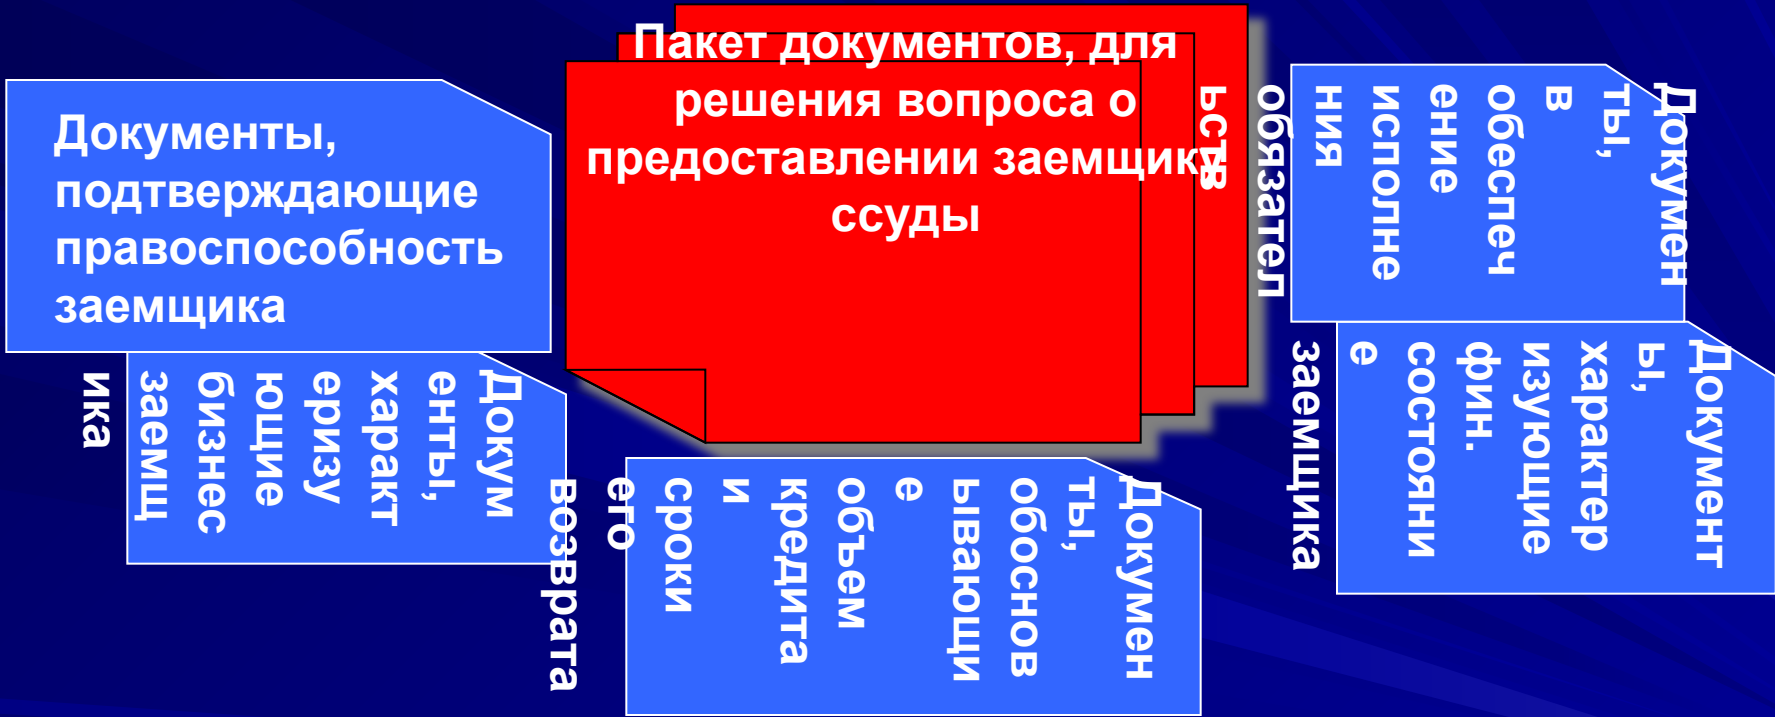 Пакет документов, для
решения вопроса о
предоставлении заемщику
ссуды
Документы,
подтверждающие
правоспособность
заемщика
Докум
енты,
характ
еризу
ющие
бизнес
заемщ
ика
Докумен
ты,
обоснов
ывающи
е
объем
кредита
и
сроки
его
возврата
Докумен
ты,
в
обеспеч
ение
исполне
ния
обязател
ьств
Документ
ы,
характер
изующие
фин.
состояни
е
заемщика